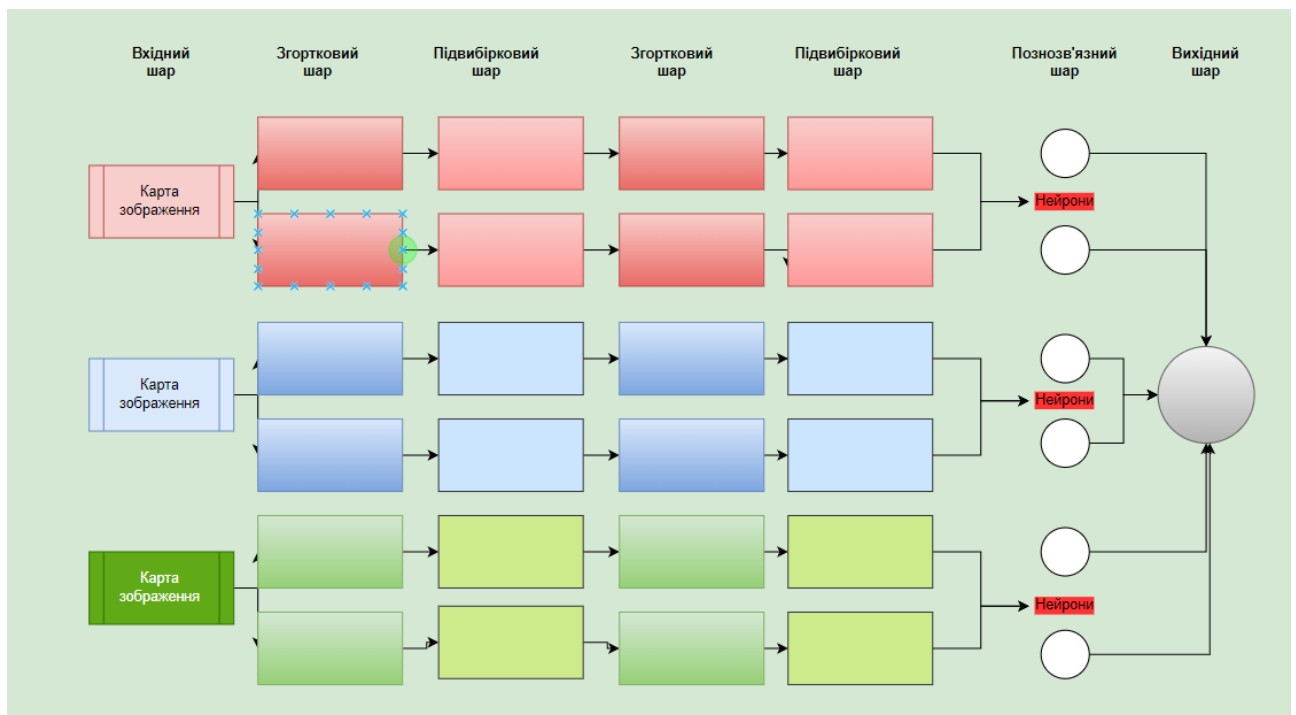 Вхідний
шар
Згортковий
шар
Підвибірковий
шар
Згортковий
шар
Підвибірковий
шар
Познозв'язний
шар
Вихідний
шар
Карта
зображення
Нейрони
Карта
зображення
Нейрони
Карта
зображення
Нейрони